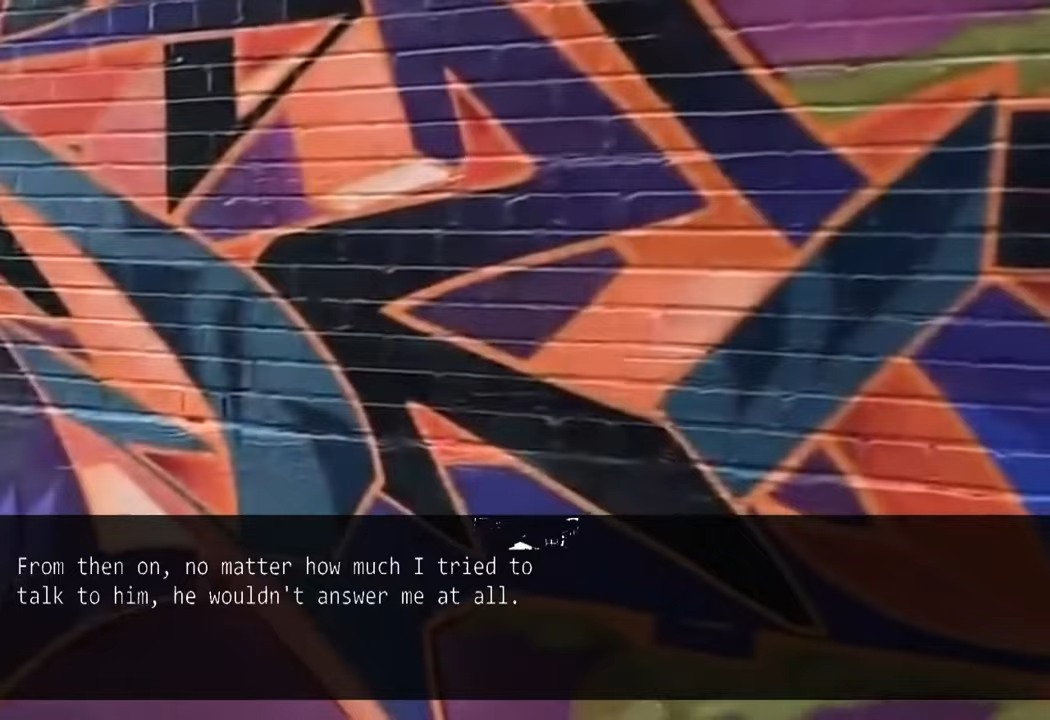 From then on, no matter how much I tried to
talk to him, he wouldn't answer me at all.